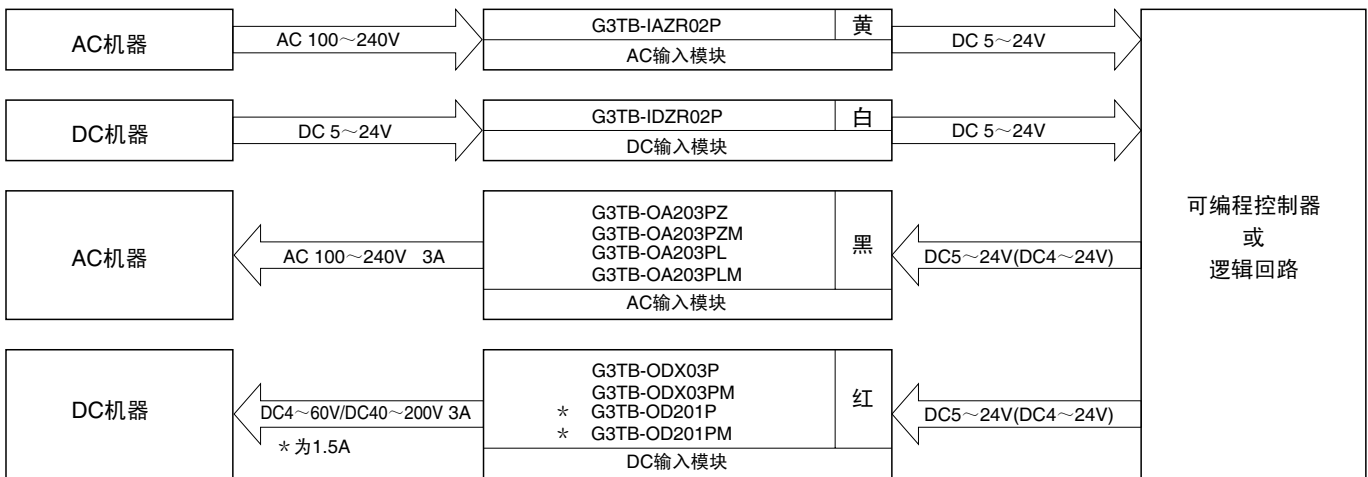 AC机器
AC 100～240V
G3TB-IAZR02P
黄
AC输入模块
DC 5～24V
DC机器
DC 5～24V
G3TB-IDZR02P
白
DC输入模块
DC 5～24V
AC机器
AC 100～240V 3A
G3TB-OA203PZ
G3TB-OA203PZM
G3TB-OA203PL
G3TB-OA203PLM
黑
AC输入模块
DC5～24V(DC4～24V)
DC机器
DC4～60V/DC40～200V 3A
＊为1.5A
G3TB-ODX03P
G3TB-ODX03PM
＊ G3TB-OD201P
＊ G3TB-OD201PM
红
DC输入模块
DC5～24V(DC4～24V)
可编程控制器
或
逻辑回路